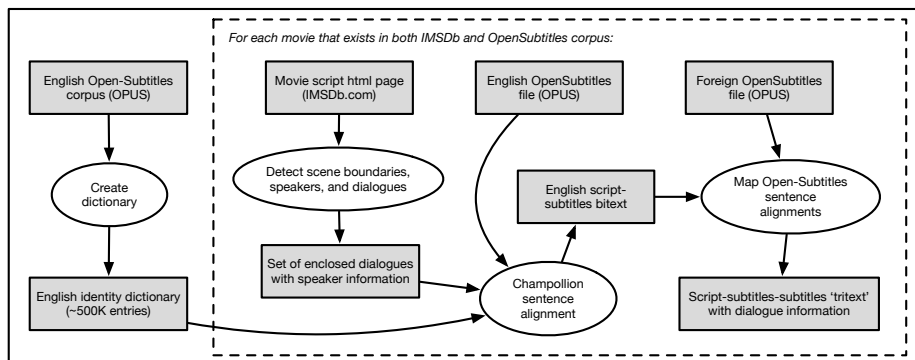 For each movie that exists in both IMSDb and OpenSubtitles corpus:
English Open-Subtitles
corpus (OPUS)
Movie script html page
(IMSDb.com)
English OpenSubtitles
file (OPUS)
Foreign OpenSubtitles
file (OPUS)
Create
dictionary
Detect scene boundaries,
speakers, and dialogues
English script-
subtitles bitext
Map Open-Subtitles
sentence
alignments
English identity dictionary
(~500K entries)
Set of enclosed dialogues
with speaker information
Champollion
sentence
alignment
Script-subtitles-subtitles ‘tritext’
with dialogue information